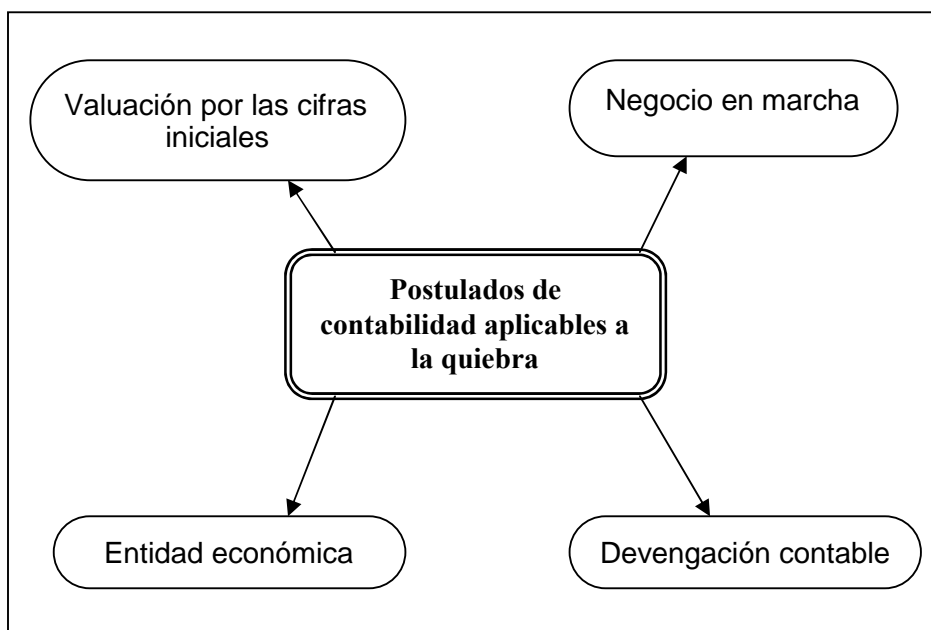 Valuación por las cifras
iniciales
Negocio en marcha
Postulados de
contabilidad aplicables a
la quiebra
Entidad económica
Devengación contable